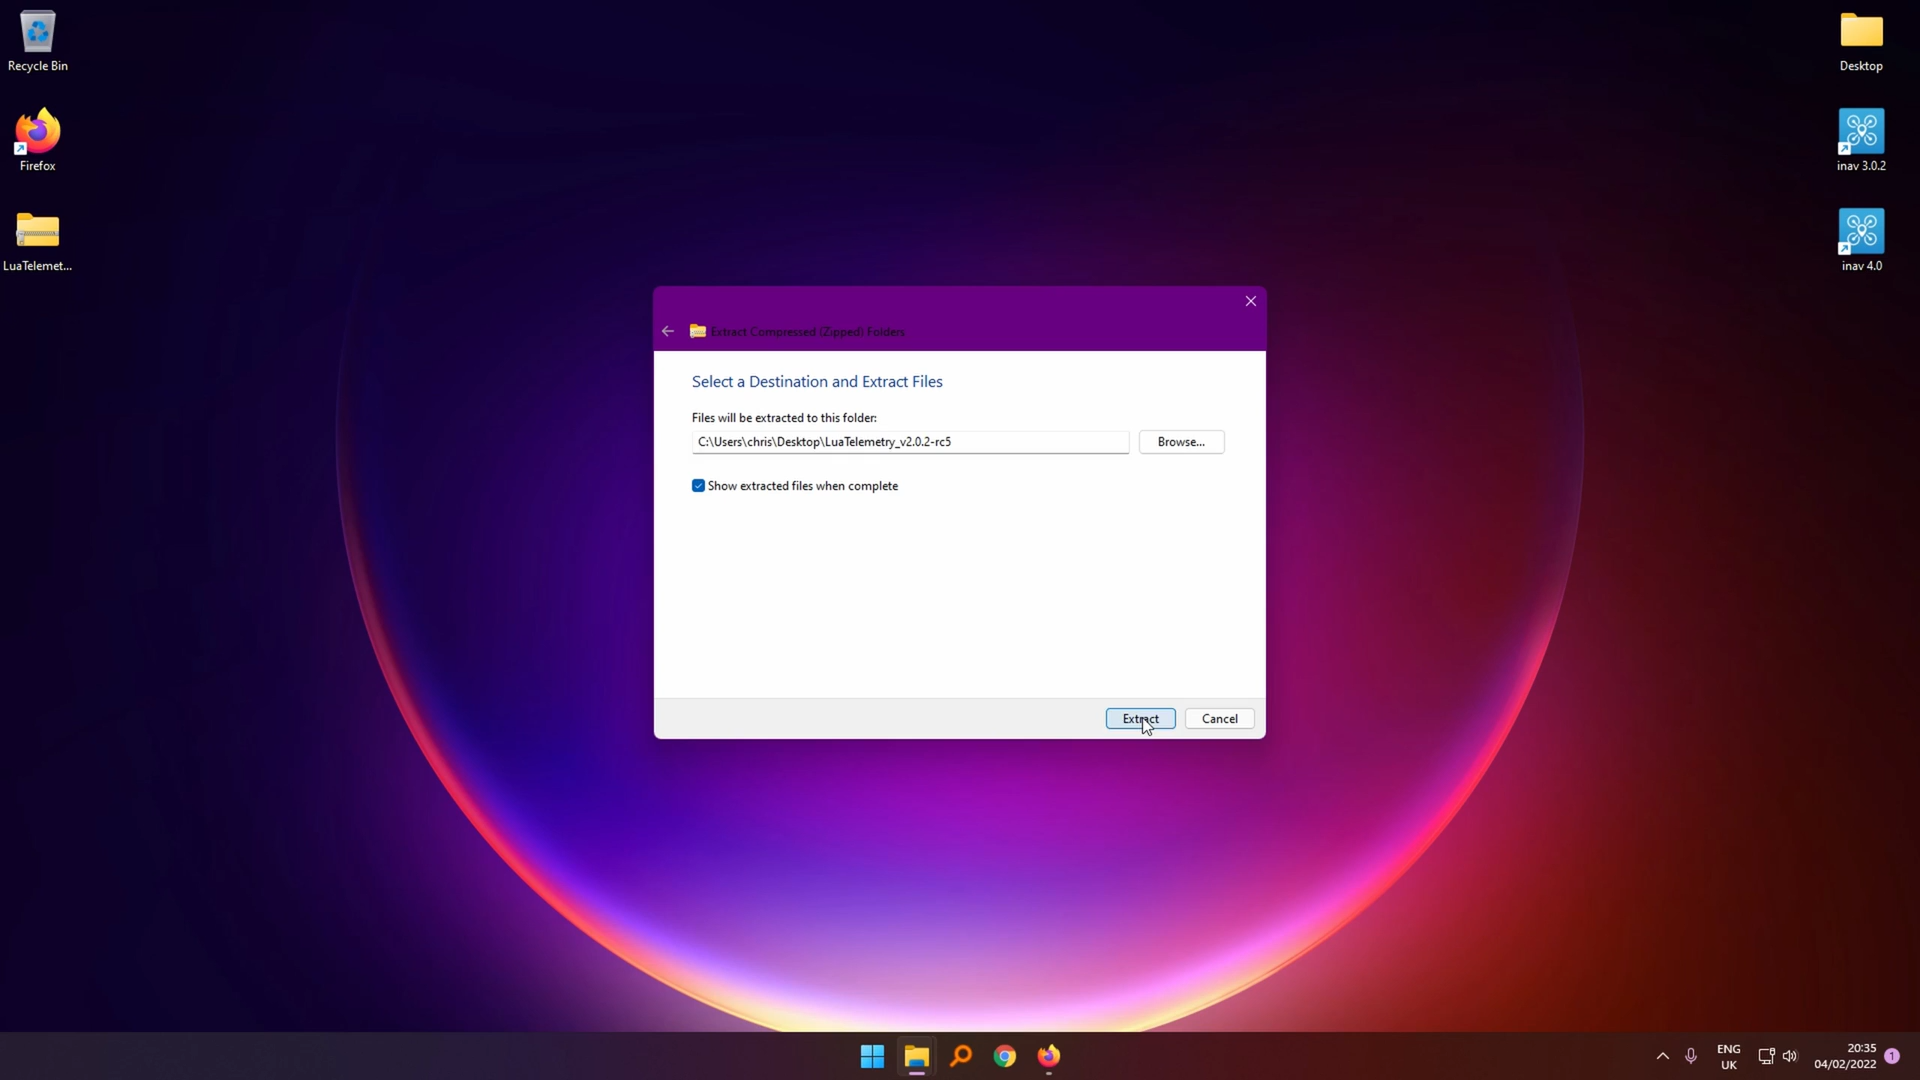 Recycle Bin
Firefox
LuaTelemet...
Desktop
inav 3.0.2
inav 4.0
Extract Compressed (Zipped) Folders
Select a Destination and Extract Files
Files will be extracted to this folder:
C:\Users\chris\Desktop\LuaTelemetry_v2.0.2-rc5
Browse...
Show extracted files when complete
Extract
Cancel
ENG
UK
20:35
04/02/2022
1